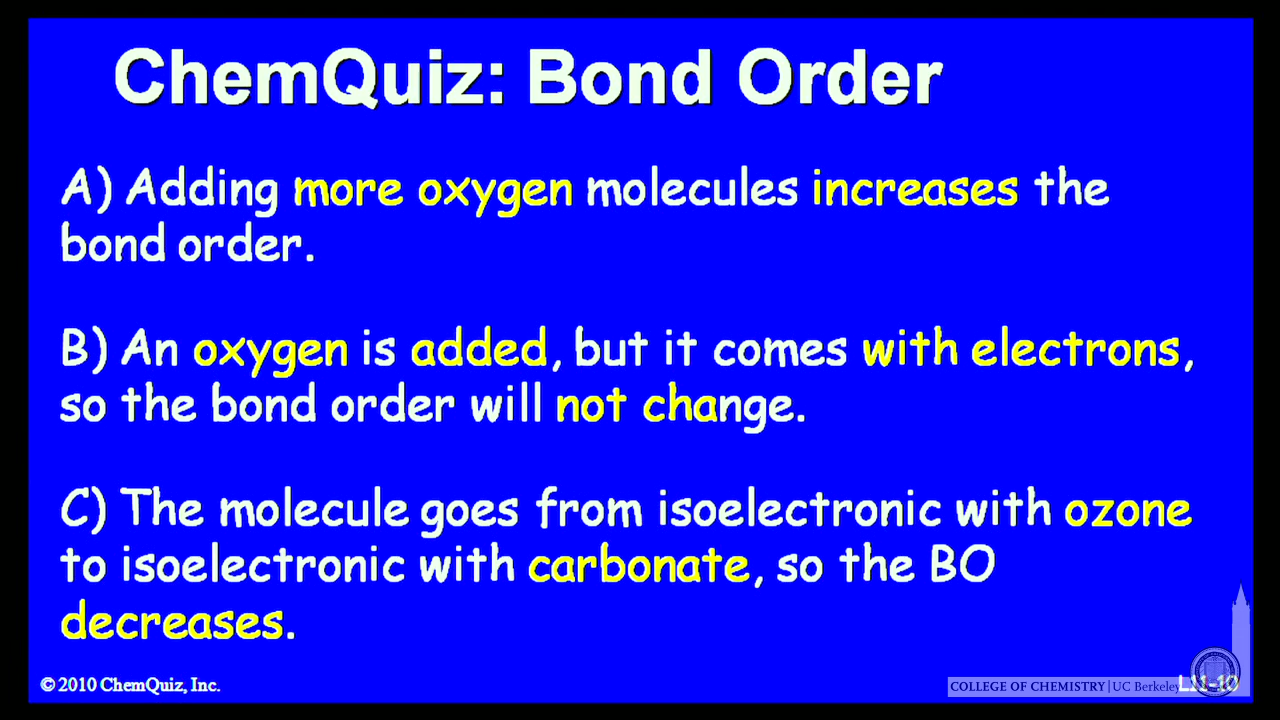 ChemQuiz: Bond Order
A) Adding more oxygen molecules increases the
bond order.
B) An oxygen is added, but it comes with electrons,
so the bond order will not change.
C) The molecule goes from isoelectronic with ozone
to isoelectronic with carbonate, so the BO
decreases.
© 2010 ChemQuiz, Inc.
COLLEGE OF CHEMISTRY | UC Berkeley